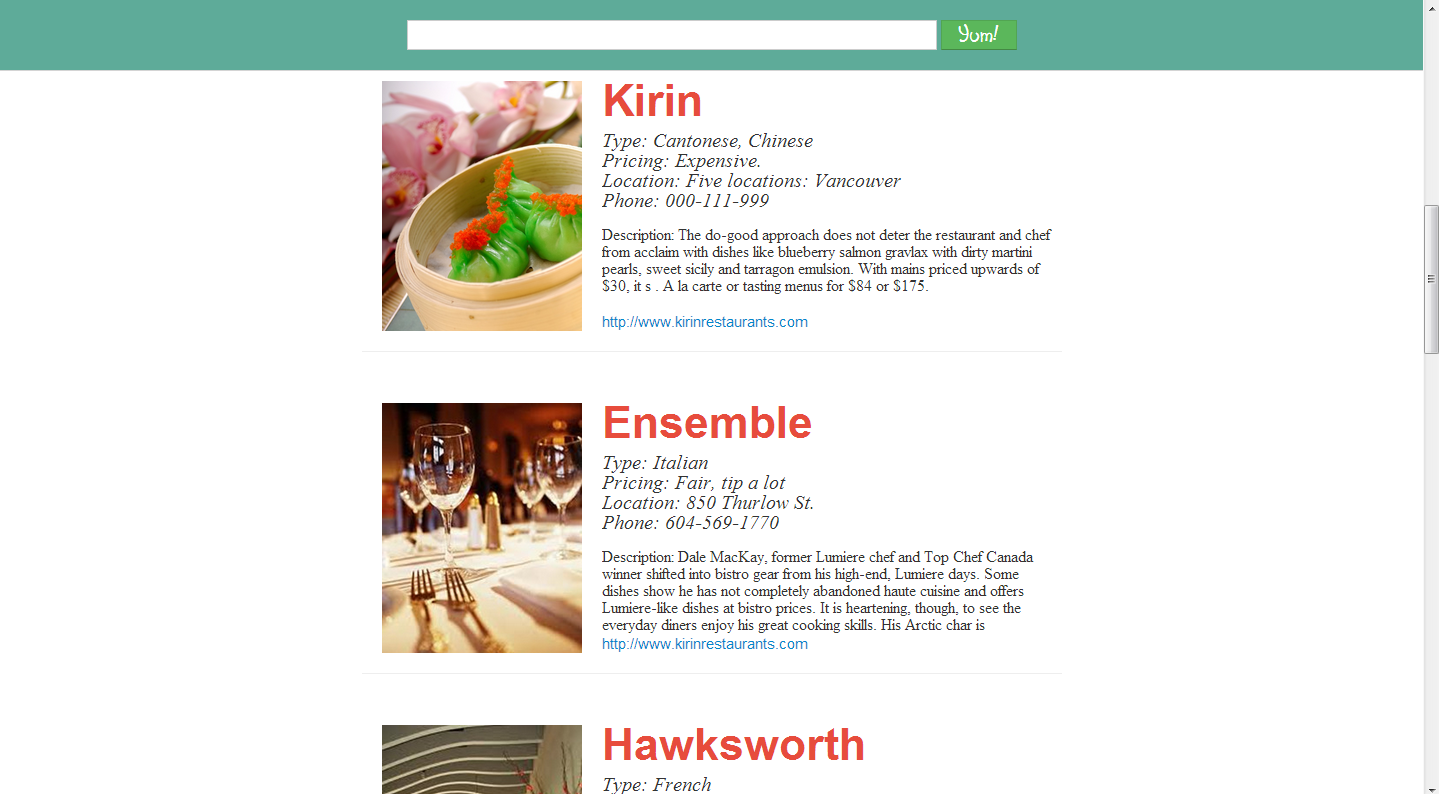 Yum!
Kirin
Type: Cantonese, Chinese
Pricing: Expensive.
Location: Five locations: Vancouver
Phone: 000-111-999
Description: The do-good approach does not deter the restaurant and chef
from acclaim with dishes like blueberry salmon gravlax with dirty martini
pearls, sweet sicily and tarragon emulsion. With mains priced upwards of
$30, it s . A la carte or tasting menus for $84 or $175.
http://www.kirinrestaurants.com
Ensemble
Type: Italian
Pricing: Fair, tip a lot
Location: 850 Thurlow St.
Phone: 604-569-1770
Description: Dale MacKay, former Lumiere chef and Top Chef Canada
winner shifted into bistro gear from his high-end, Lumiere days. Some
dishes show he has not completely abandoned haute cuisine and offers
Lumiere-like dishes at bistro prices. It is heartening, though, to see the
everyday diners enjoy his great cooking skills. His Arctic char is
http://www.kirinrestaurants.com
Hawksworth
Type: French